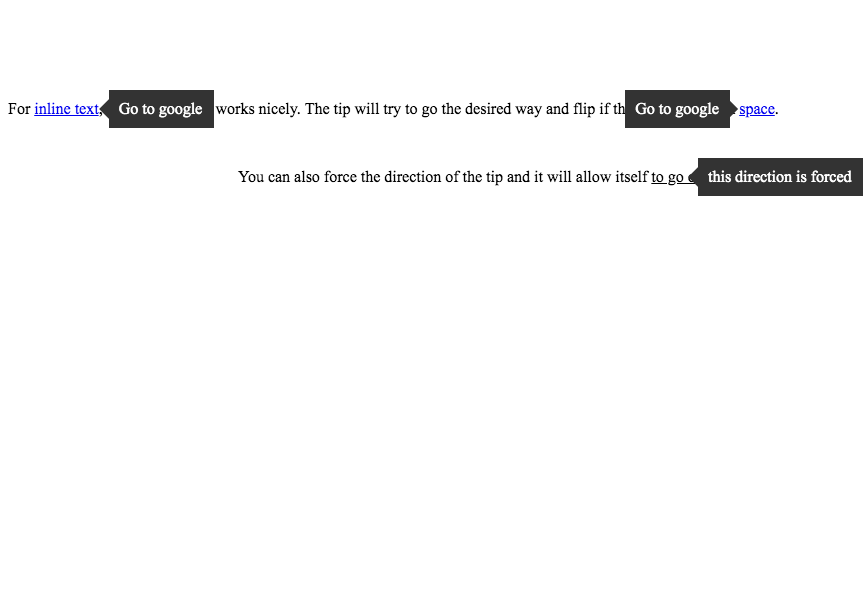 For inline text, Go to google works nicely. The tip will try to go the desired way and flip if th Go to google space.
You can also force the direction of the tip and it will allow itself to go this direction is forced